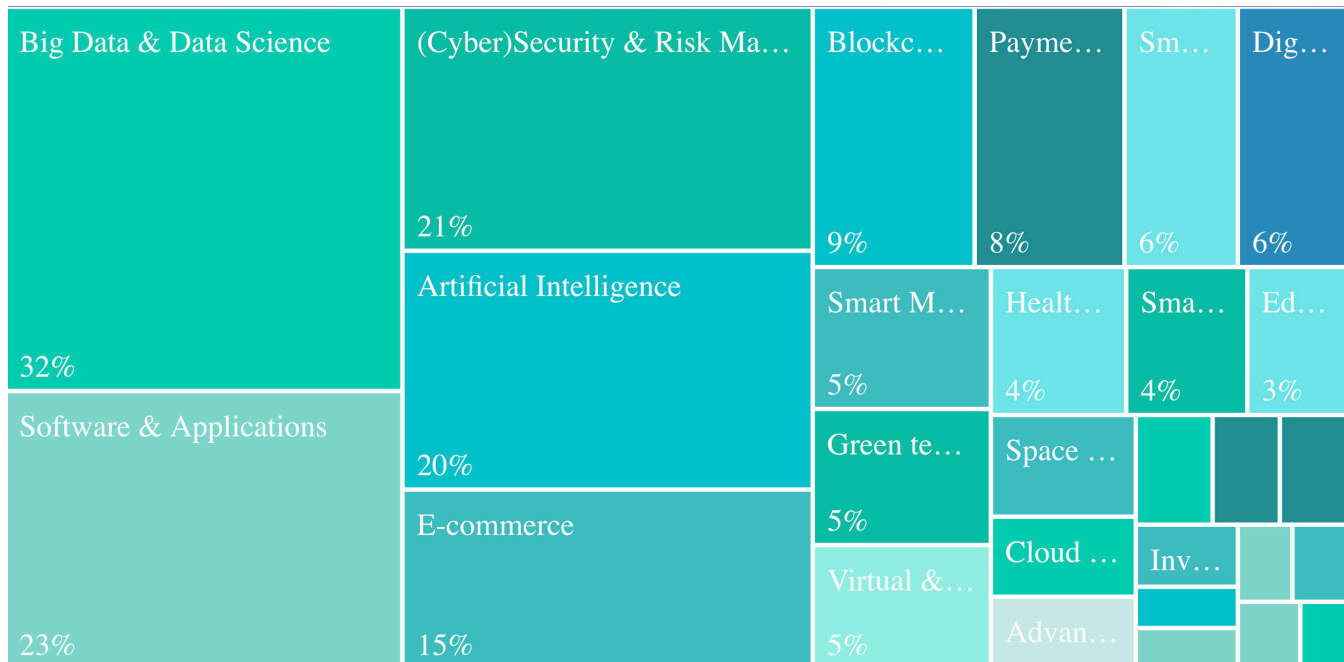 Big Data & Data Science
32%
Software & Applications
23%
(Cyber)Security & Risk Ma…
21%
Artificial Intelligence
20%
E-commerce
15%
Blockc…
9%
Payme…
8%
Sm…
6%
Dig…
6%
Smart M…
5%
Healt…
4%
Sma…
4%
Ed…
3%
Green te…
5%
Virtual &…
5%
Space …
Cloud …
Advan…
Inv…